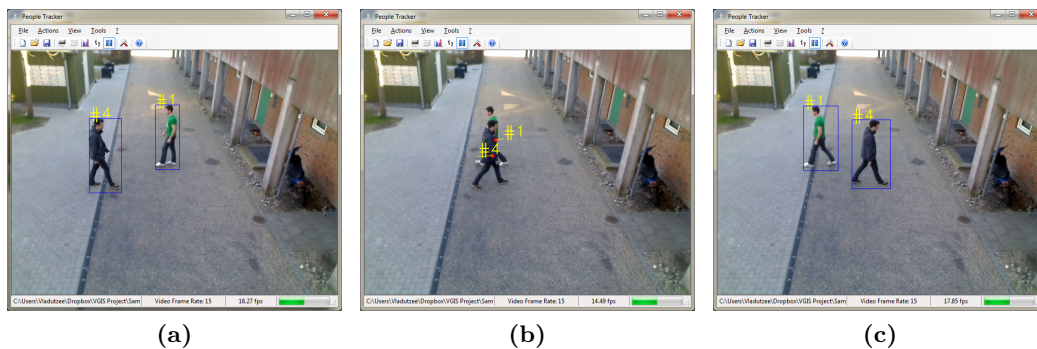 People Tracker
File Actions View Tools ?
#4
#1
C:\Users\Vladutzee\Dropbox\VGIS Project\Sam
Video Frame Rate: 15
18.27 fps
(a)
People Tracker
File Actions View Tools ?
#1
#4
C:\Users\Vladutzee\Dropbox\VGIS Project\Sam
Video Frame Rate: 15
14.49 fps
(b)
People Tracker
File Actions View Tools ?
#1
#4
C:\Users\Vladutzee\Dropbox\VGIS Project\Sam
Video Frame Rate: 15
17.85 fps
(c)